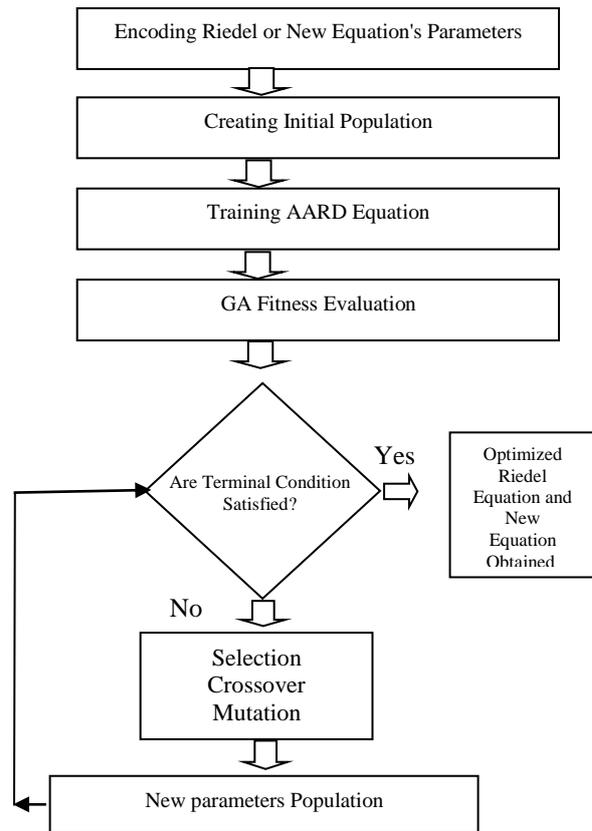 Encoding Riedel or New Equation's Parameters
Creating Initial Population
Training AARD Equation
GA Fitness Evaluation
Are Terminal Condition
Satisfied?
Yes
Optimized
Riedel
Equation and
New
Equation
Obtained
No
Selection
Crossover
Mutation
New parameters Population